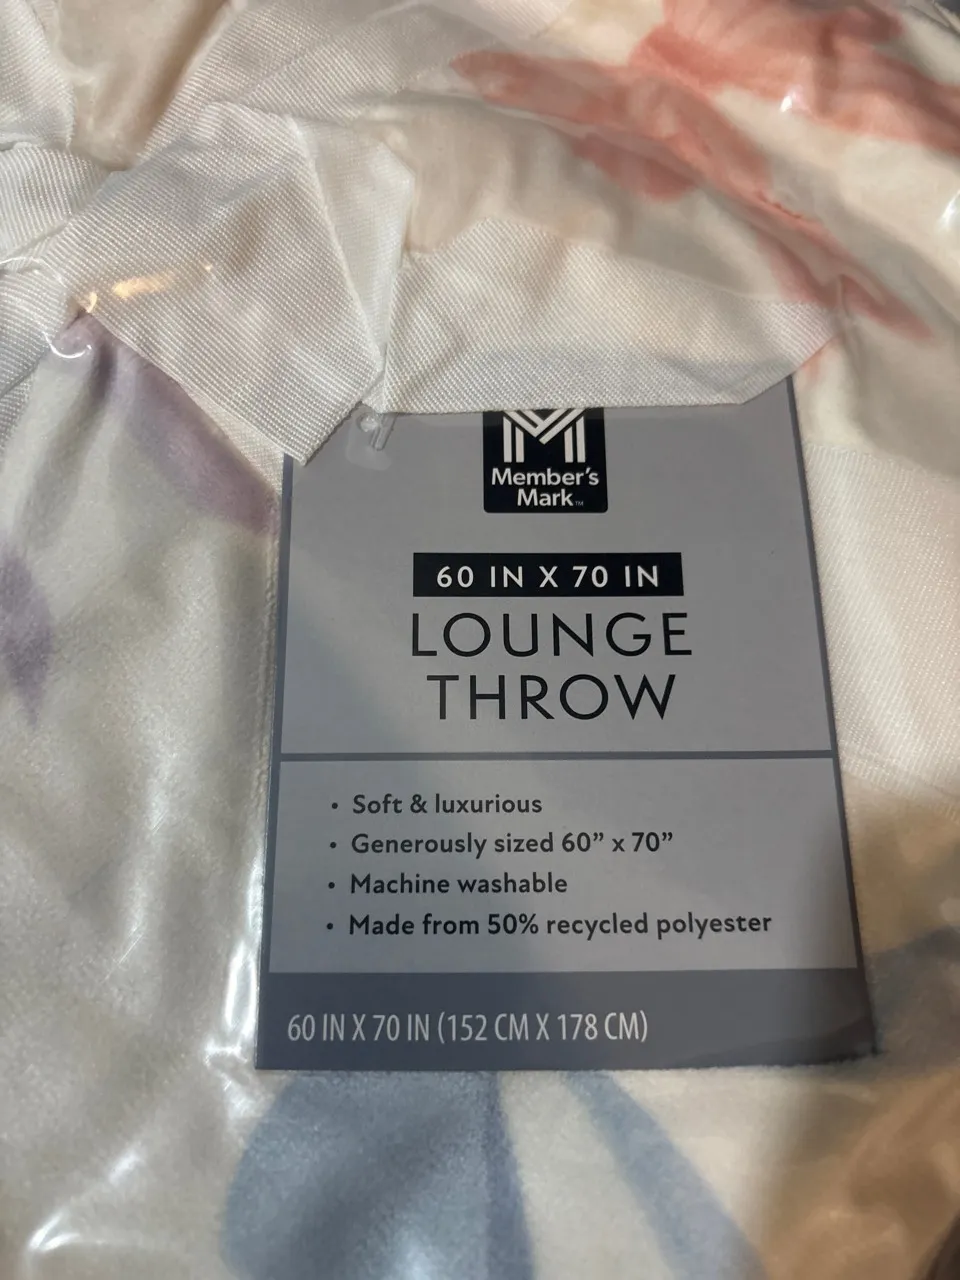 Member's
Mark™
60 IN X 70 IN
LOUNGE
THROW
• Soft & luxurious
• Generously sized 60” x 70”
• Machine washable
• Made from 50% recycled polyester
60 IN X 70 IN (152 CM X 178 CM)